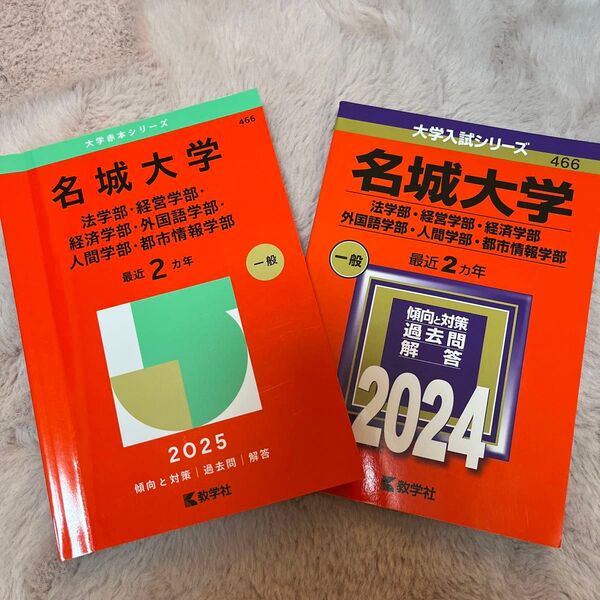 大学赤本シリーズ
466
名城大学
法学部・経営学部・
経済学部・外国語学部・
人間学部・都市情報学部
最近2カ年
一般
2025
傾向と対策|過去問|解答
教学社
大学入試シリーズ
466
名城大学
法学部・経営学部・経済学部
外国語学部・人間学部・都市情報学部
一般
最近2カ年
傾向と対策
過去問
解答
2024
教学社